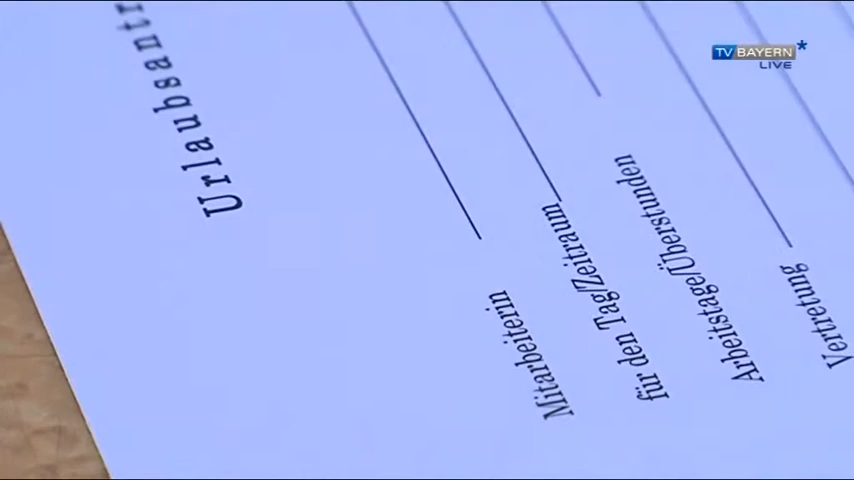 TV BAYERN
LIVE
Urlaubsantr
Mitarbeiterin
für den Tag/Zeitraum
Arbeitstage/Überstunden
Vertretung